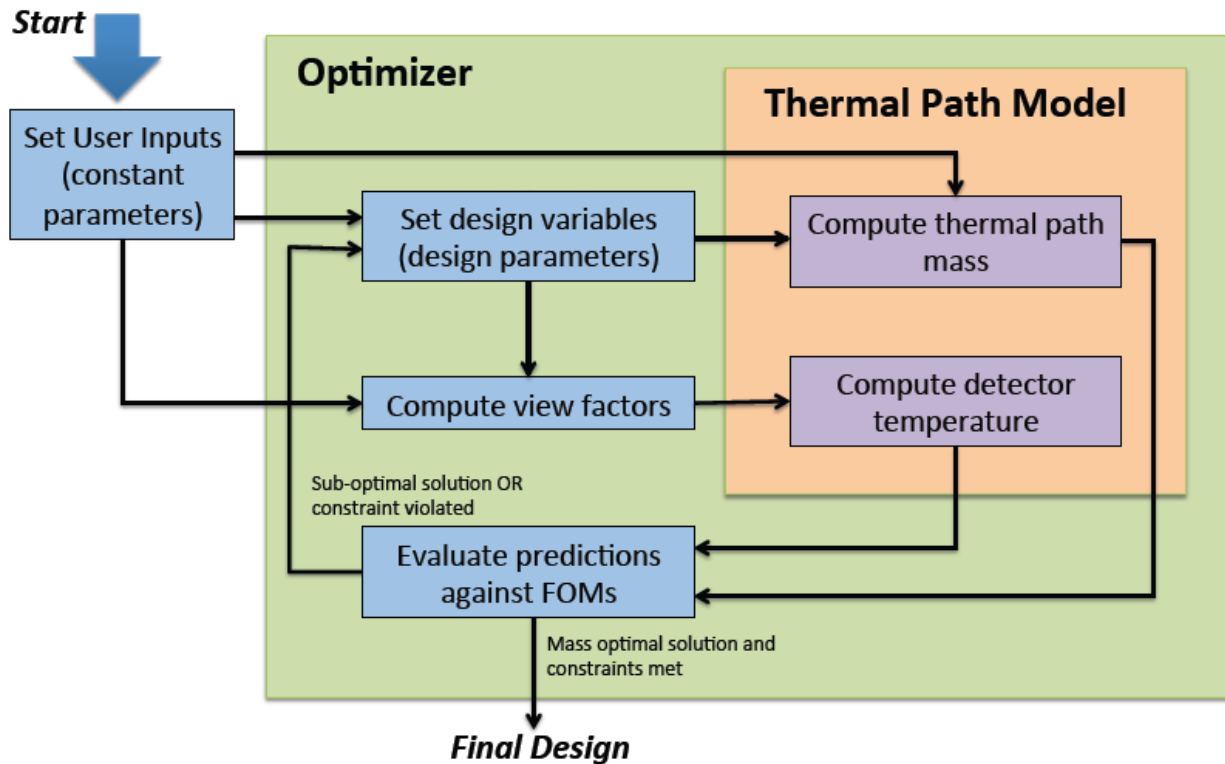 Start
Optimizer
Thermal Path Model
Set User Inputs
(constant
parameters)
Set design variables
(design parameters)
Compute thermal path
mass
Compute view factors
Compute detector
temperature
Sub-optimal solution OR
constraint violated
Evaluate predictions
against FOMs
Mass optimal solution and
constraints met
Final Design